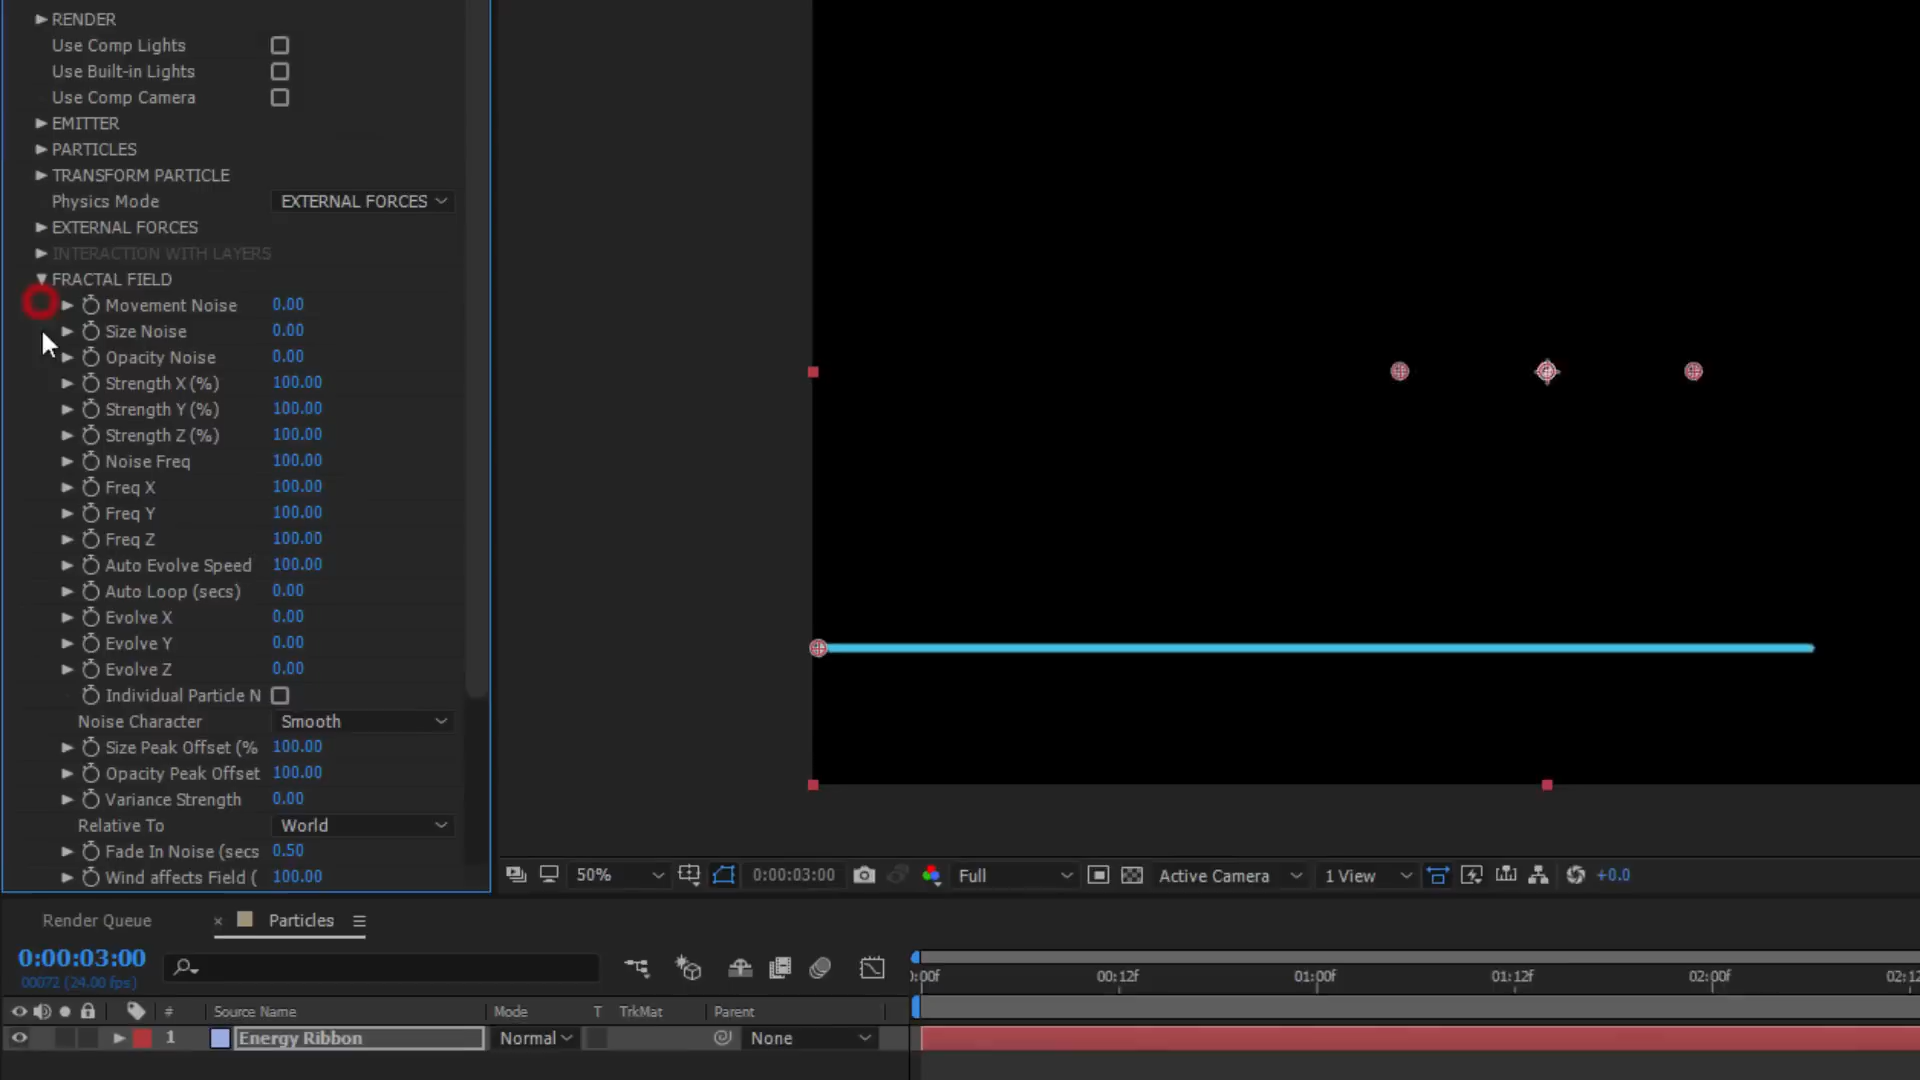 RENDER
Use Comp Lights
Use Built-in Lights
Use Comp Camera
EMITTER
PARTICLES
TRANSFORM PARTICLE
Physics Mode EXTERNAL FORCES
EXTERNAL FORCES
INTERACTION WITH LAYERS
FRACTAL FIELD
Movement Noise 0.00
Size Noise 0.00
Opacity Noise 0.00
Strength X (%) 100.00
Strength Y (%) 100.00
Strength Z (%) 100.00
Noise Freq 100.00
Freq X 100.00
Freq Y 100.00
Freq Z 100.00
Auto Evolve Speed 100.00
Auto Loop (secs) 0.00
Evolve X 0.00
Evolve Y 0.00
Evolve Z 0.00
Individual Particle N
Noise Character Smooth
Size Peak Offset (% 100.00
Opacity Peak Offset 100.00
Variance Strength 0.00
Relative To World
Fade In Noise (secs 0.50
Wind affects Field ( 100.00
50% 0:00:03:00 Full Active Camera 1 View +0.0
Render Queue × Particles
0:00:03:00
00072 (24.00 fps)
):00f 00:12f 01:00f 01:12f 02:00f 02:12
# Source Name Mode T TrkMat Parent
1 Energy Ribbon Normal None